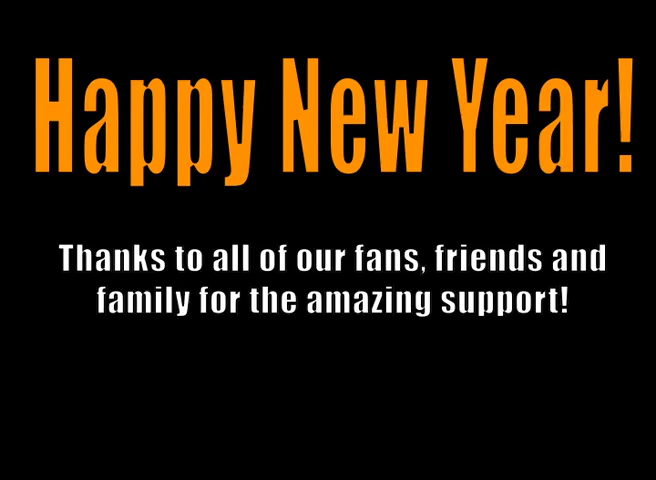 Happy New Year!
Thanks to all of our fans, friends and
family for the amazing support!